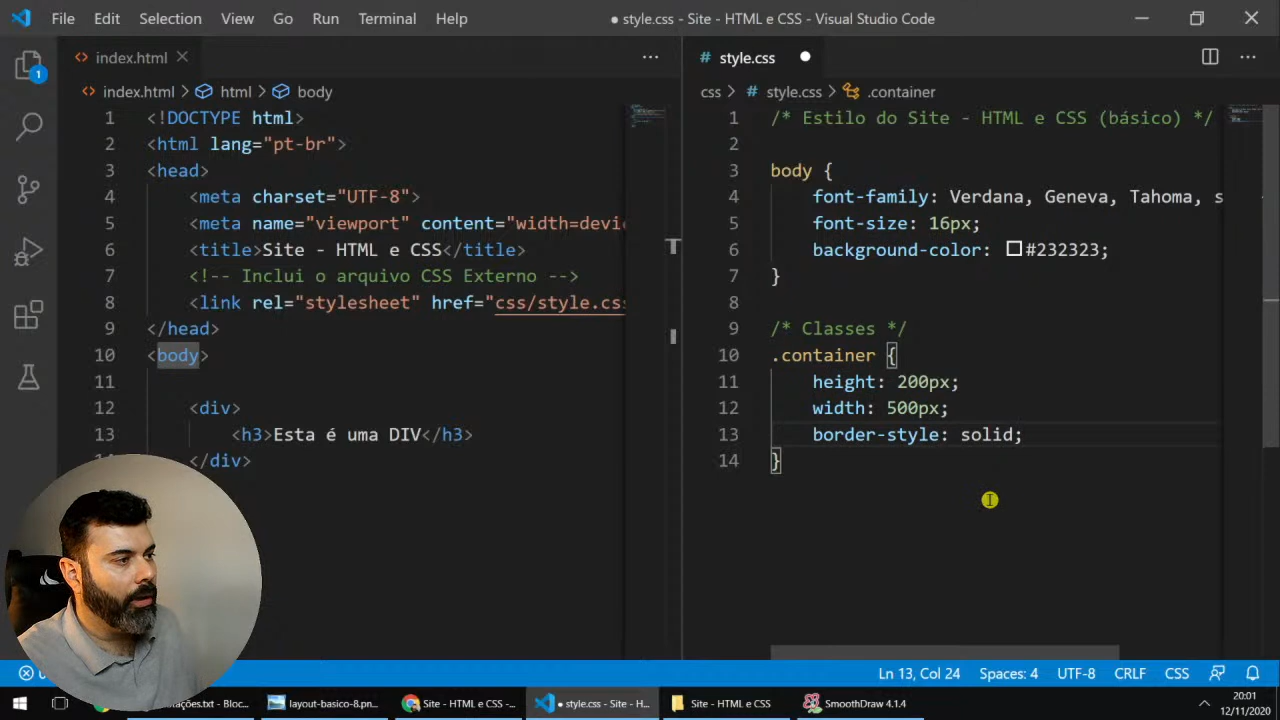 File Edit Selection View Go Run Terminal Help
● style.css - Site - HTML e CSS - Visual Studio Code
1
index.html
index.html > html > body
1 <!DOCTYPE html>
2 <html lang="pt-br">
3 <head>
4 <meta charset="UTF-8">
5 <meta name="viewport" content="width=devi
6 <title>Site - HTML e CSS</title>
7 <!-- Inclui o arquivo CSS Externo -->
8 <link rel="stylesheet" href="css/style.css
9 </head>
10 <body>
11
12 <div>
13 <h3>Esta é uma DIV</h3>
</div>
# style.css
css > # style.css > .container
1 /* Estilo do Site - HTML e CSS (básico) */
2
3 body {
4 font-family: Verdana, Geneva, Tahoma, s
5 font-size: 16px;
6 background-color: #232323;
7 }
8
9 /* Classes */
10 .container {
11 height: 200px;
12 width: 500px;
13 border-style: solid;
14 }
Ln 13, Col 24 Spaces: 4 UTF-8 CRLF CSS
tações.txt - Bloc... layout-basico-8.pn... Site - HTML e CSS -... ● style.css - Site - H... Site - HTML e CSS SmoothDraw 4.1.4
20:01
12/11/2020